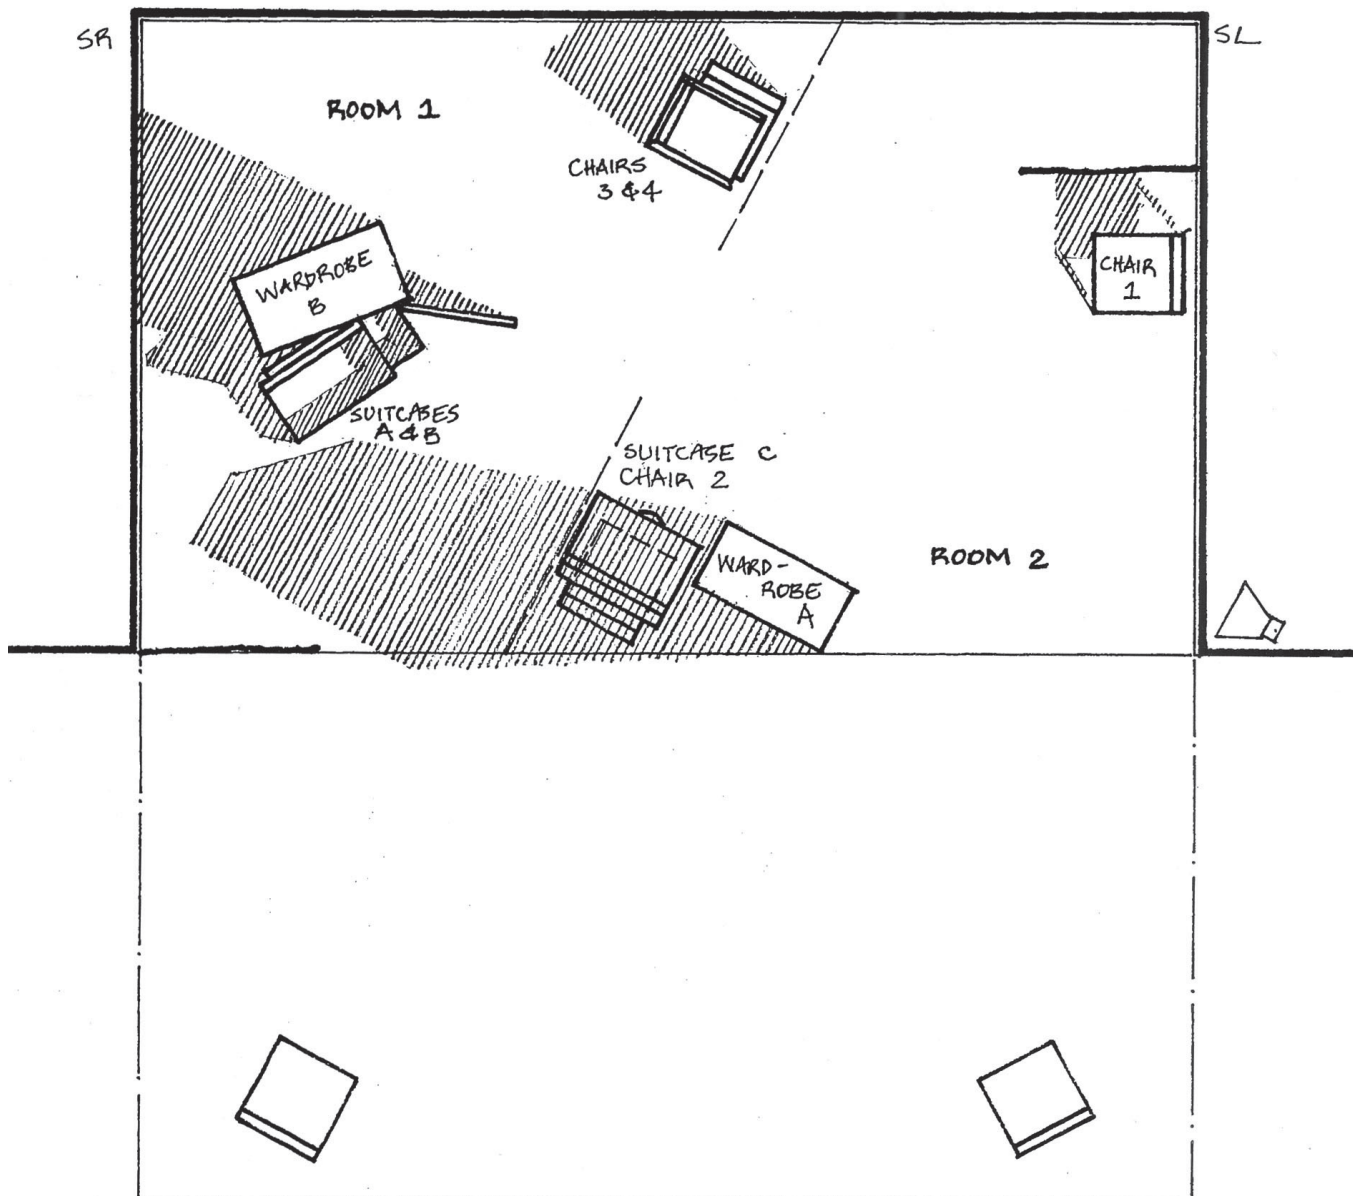 SR
SL
ROOM 1
CHAIRS
3 & 4
WARDROBE
B
CHAIR
1
SUITCASES
A & B
SUITCASE C
CHAIR 2
WARD-
ROBE
A
ROOM 2